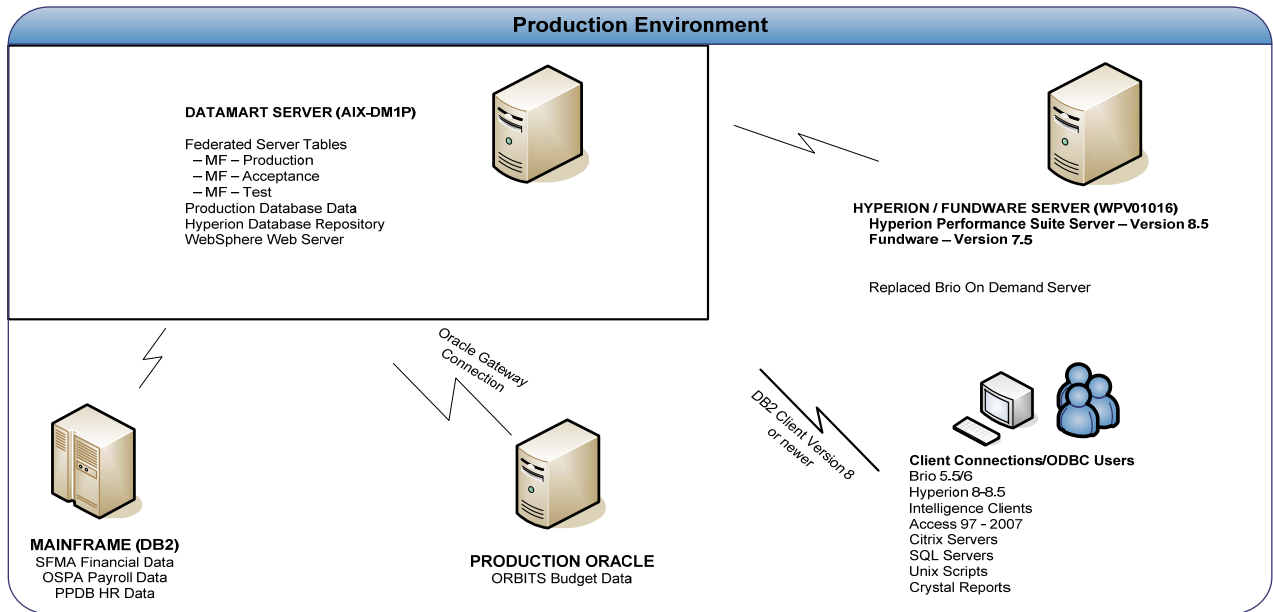 Production Environment
DATAMART SERVER (AIX-DM1P)
Federated Server Tables
– MF – Production
– MF – Acceptance
– MF – Test
Production Database Data
Hyperion Database Repository
WebSphere Web Server
HYPERION / FUNDWARE SERVER (WPV01016)
Hyperion Performance Suite Server – Version 8.5
Fundware – Version 7.5
Replaced Brio On Demand Server
Oracle Gateway
Connection
DB2 Client Version 8
or newer
MAINFRAME (DB2)
SFMA Financial Data
OSPA Payroll Data
PPDB HR Data
PRODUCTION ORACLE
ORBITS Budget Data
Client Connections/ODBC Users
Brio 5.5/6
Hyperion 8-8.5
Intelligence Clients
Access 97 - 2007
Citrix Servers
SQL Servers
Unix Scripts
Crystal Reports